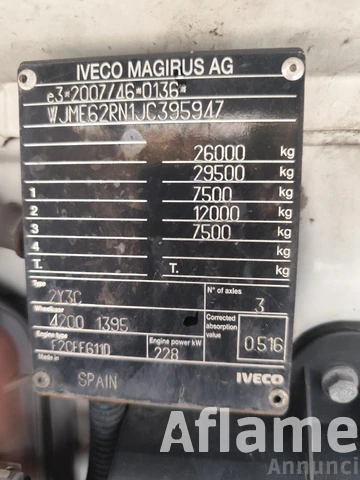 IVECO MAGIRUS AG
e3*2007/46*0136*
WJME62RN1JC395947
26000 kg
29500 kg
1 7500 kg
2 12000 kg
3 7500 kg
4 kg
T. T. kg
Type
2Y3C
N° of axles
3
Wheelbase
4200 1395
Corrected absorption value
0.516
Engine type
Engine power kW
228
Made in
SPAIN
IVECO
Aflame
Annunci